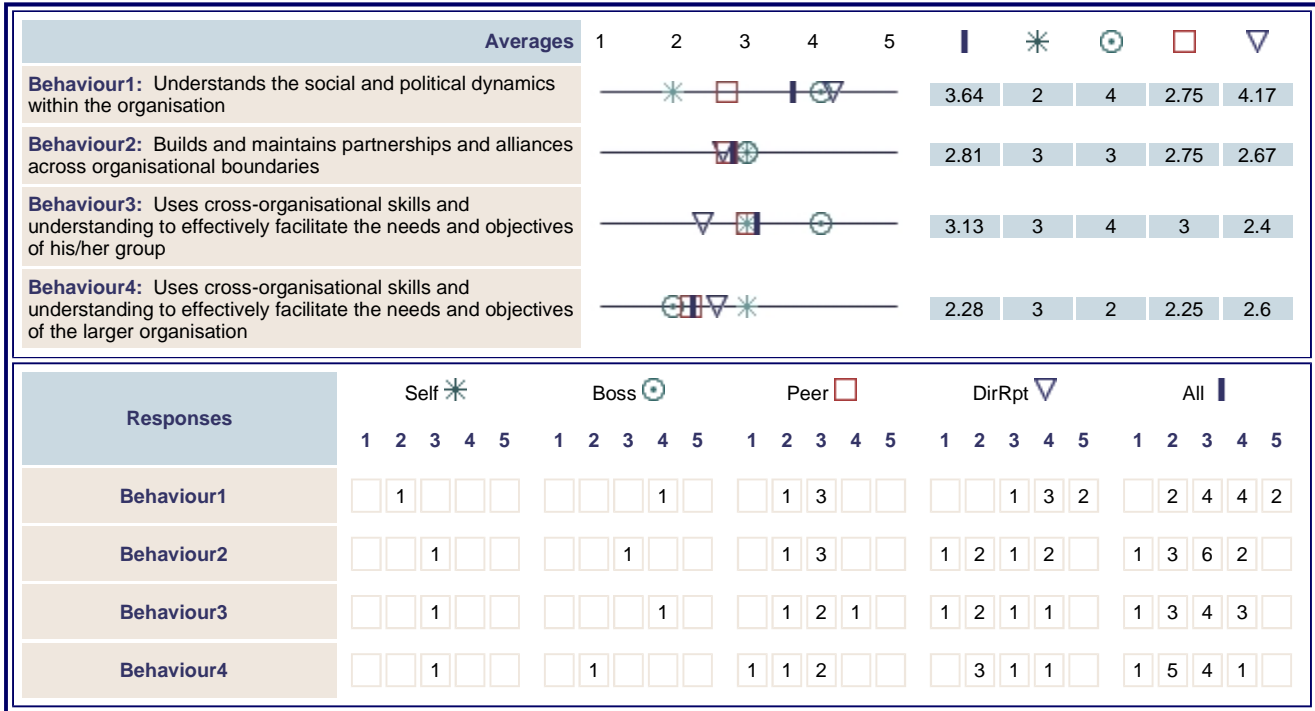 Averages 1 2 3 4 5
Behaviour1: Understands the social and political dynamics
within the organisation
3.64 2 4 2.75 4.17
Behaviour2: Builds and maintains partnerships and alliances
across organisational boundaries
2.81 3 3 2.75 2.67
Behaviour3: Uses cross-organisational skills and
understanding to effectively facilitate the needs and objectives
of his/her group
3.13 3 4 3 2.4
Behaviour4: Uses cross-organisational skills and
understanding to effectively facilitate the needs and objectives
of the larger organisation
2.28 3 2 2.25 2.6
Responses
Self Boss Peer DirRpt All
1 2 3 4 5 1 2 3 4 5 1 2 3 4 5 1 2 3 4 5 1 2 3 4 5
Behaviour1 1 1 1 3 1 3 2 2 4 4 2
Behaviour2 1 1 1 3 1 2 1 2 1 3 6 2
Behaviour3 1 1 1 2 1 1 2 1 1 1 3 4 3
Behaviour4 1 1 1 1 2 3 1 1 1 5 4 1